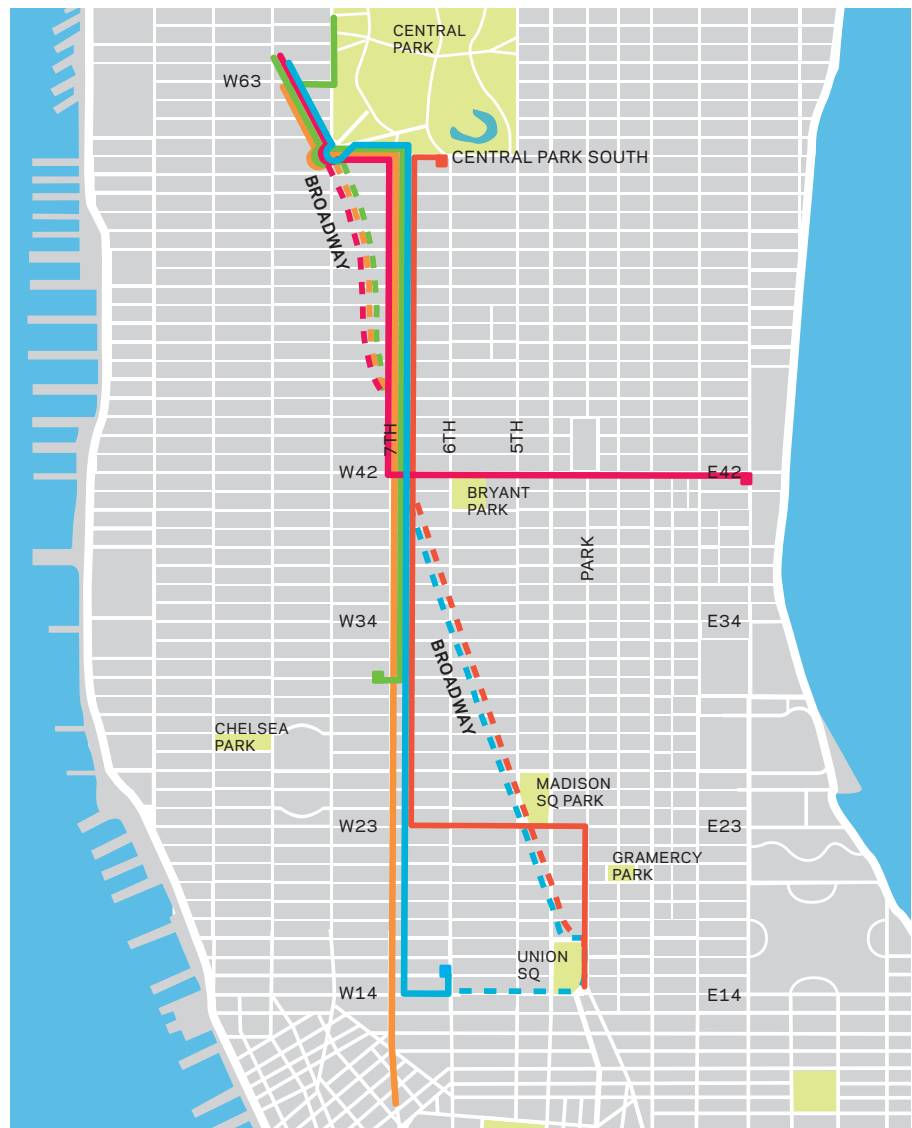 CENTRAL
PARK
W63
CENTRAL PARK SOUTH
BROADWAY
7TH
6TH
5TH
W42
E42
BRYANT
PARK
PARK
W34
E34
BROADWAY
CHELSEA
PARK
MADISON
SQ PARK
W23
E23
GRAMERCY
PARK
UNION
SQ
W14
E14